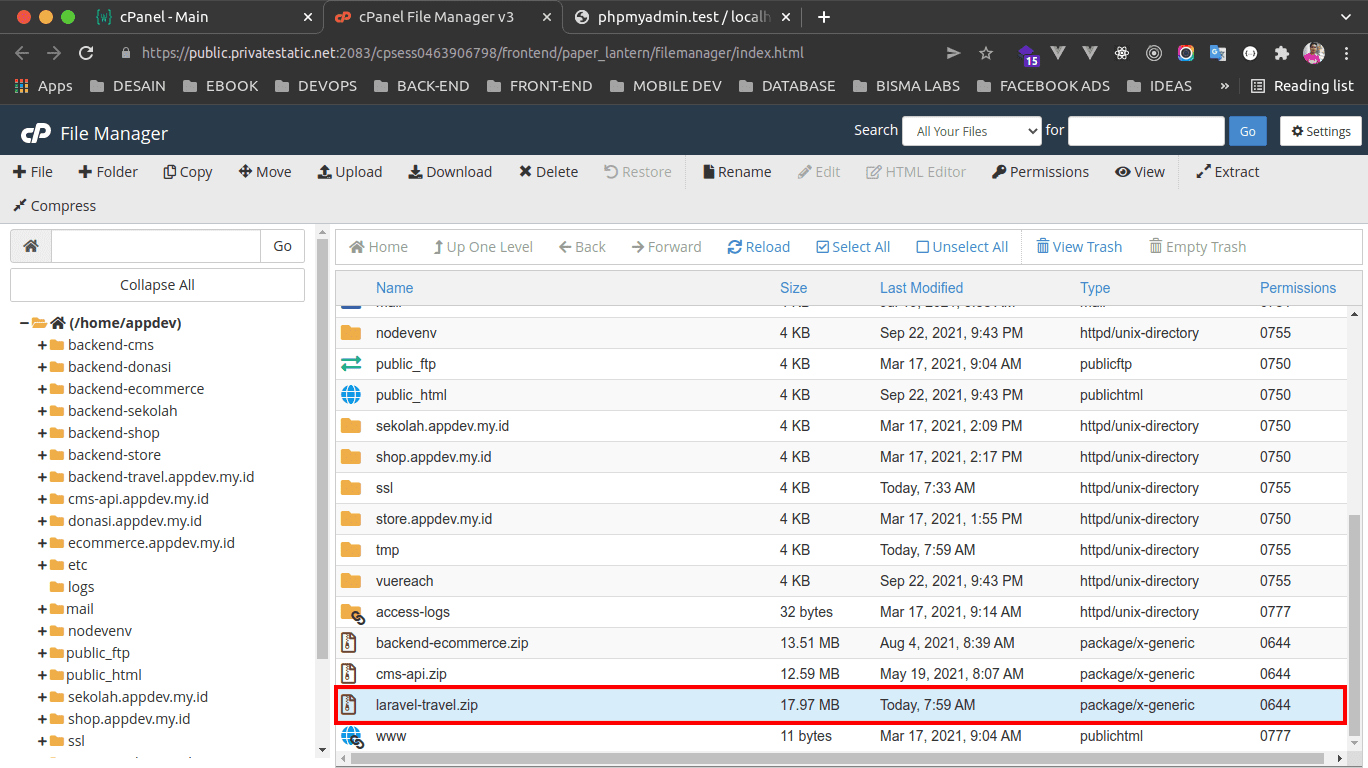 cPanel - Main
cPanel File Manager v3
phpmyadmin.test / localh
https://public.privatestatic.net:2083/cpsess0463906798/frontend/paper_lantern/filemanager/index.html
15
Apps DESAIN EBOOK DEVOPS BACK-END FRONT-END MOBILE DEV DATABASE BISMA LABS FACEBOOK ADS IDEAS » Reading list
cP File Manager
Search All Your Files for Go Settings
File Folder Copy Move Upload Download Delete Restore Rename Edit HTML Editor Permissions View Extract
Compress
Go
Collapse All
(/home/appdev)
backend-cms
backend-donasi
backend-ecommerce
backend-sekolah
backend-shop
backend-store
backend-travel.appdev.my.id
cms-api.appdev.my.id
donasi.appdev.my.id
ecommerce.appdev.my.id
etc
logs
mail
nodevenv
public_ftp
public_html
sekolah.appdev.my.id
shop.appdev.my.id
ssl
Home Up One Level Back Forward Reload Select All Unselect All View Trash Empty Trash
Name Size Last Modified Type Permissions
nodevenv 4 KB Sep 22, 2021, 9:43 PM httpd/unix-directory 0755
public_ftp 4 KB Mar 17, 2021, 9:04 AM publicftp 0750
public_html 4 KB Sep 22, 2021, 9:43 PM publichtml 0750
sekolah.appdev.my.id 4 KB Mar 17, 2021, 2:09 PM httpd/unix-directory 0750
shop.appdev.my.id 4 KB Mar 17, 2021, 2:17 PM httpd/unix-directory 0750
ssl 4 KB Today, 7:33 AM httpd/unix-directory 0755
store.appdev.my.id 4 KB Mar 17, 2021, 1:55 PM httpd/unix-directory 0750
tmp 4 KB Today, 7:59 AM httpd/unix-directory 0755
vuereach 4 KB Sep 22, 2021, 9:43 PM httpd/unix-directory 0755
access-logs 32 bytes Mar 17, 2021, 9:14 AM httpd/unix-directory 0777
backend-ecommerce.zip 13.51 MB Aug 4, 2021, 8:39 AM package/x-generic 0644
cms-api.zip 12.59 MB May 19, 2021, 8:07 AM package/x-generic 0644
laravel-travel.zip 17.97 MB Today, 7:59 AM package/x-generic 0644
www 11 bytes Mar 17, 2021, 9:04 AM publichtml 0777